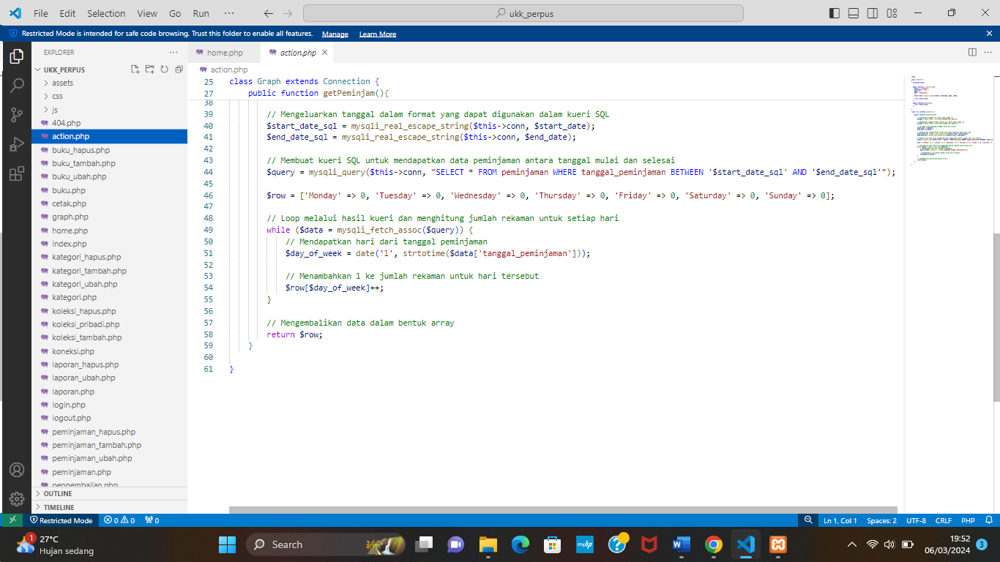 File Edit Selection View Go Run ··· ukk_perpus
Restricted Mode is intended for safe code browsing. Trust this folder to enable all features. Manage Learn More
EXPLORER
UKK_PERPUS
assets
css
js
404.php
action.php
buku_hapus.php
buku_tambah.php
buku_ubah.php
buku.php
cetak.php
graph.php
home.php
index.php
kategori_hapus.php
kategori_tambah.php
kategori_ubah.php
kategori.php
koleksi_hapus.php
koleksi_pribadi.php
koleksi_tambah.php
koneksi.php
laporan_hapus.php
laporan_ubah.php
laporan.php
login.php
logout.php
peminjaman_hapus.php
peminjaman_tambah.php
peminjaman_ubah.php
peminjaman.php
pengembalian.php
OUTLINE
TIMELINE
home.php action.php
action.php
25 class Graph extends Connection {
27 public function getPeminjam(){
38
39 // Mengeluarkan tanggal dalam format yang dapat digunakan dalam kueri SQL
40 $start_date_sql = mysqli_real_escape_string($this->conn, $start_date);
41 $end_date_sql = mysqli_real_escape_string($this->conn, $end_date);
42
43 // Membuat kueri SQL untuk mendapatkan data peminjaman antara tanggal mulai dan selesai
44 $query = mysqli_query($this->conn, "SELECT * FROM peminjaman WHERE tanggal_peminjaman BETWEEN '$start_date_sql' AND '$end_date_sql'");
45
46 $row = ['Monday' => 0, 'Tuesday' => 0, 'Wednesday' => 0, 'Thursday' => 0, 'Friday' => 0, 'Saturday' => 0, 'Sunday' => 0];
47
48 // Loop melalui hasil kueri dan menghitung jumlah rekaman untuk setiap hari
49 while ($data = mysqli_fetch_assoc($query)) {
50 // Mendapatkan hari dari tanggal peminjaman
51 $day_of_week = date('l', strtotime($data['tanggal_peminjaman']));
52
53 // Menambahkan 1 ke jumlah rekaman untuk hari tersebut
54 $row[$day_of_week]++;
55 }
56
57 // Mengembalikan data dalam bentuk array
58 return $row;
59 }
60
61 }
Restricted Mode 0 0 0 Ln 1, Col 1 Spaces: 2 UTF-8 CRLF PHP
1 27°C
Hujan sedang
Search
myhp
19:52
06/03/2024
3